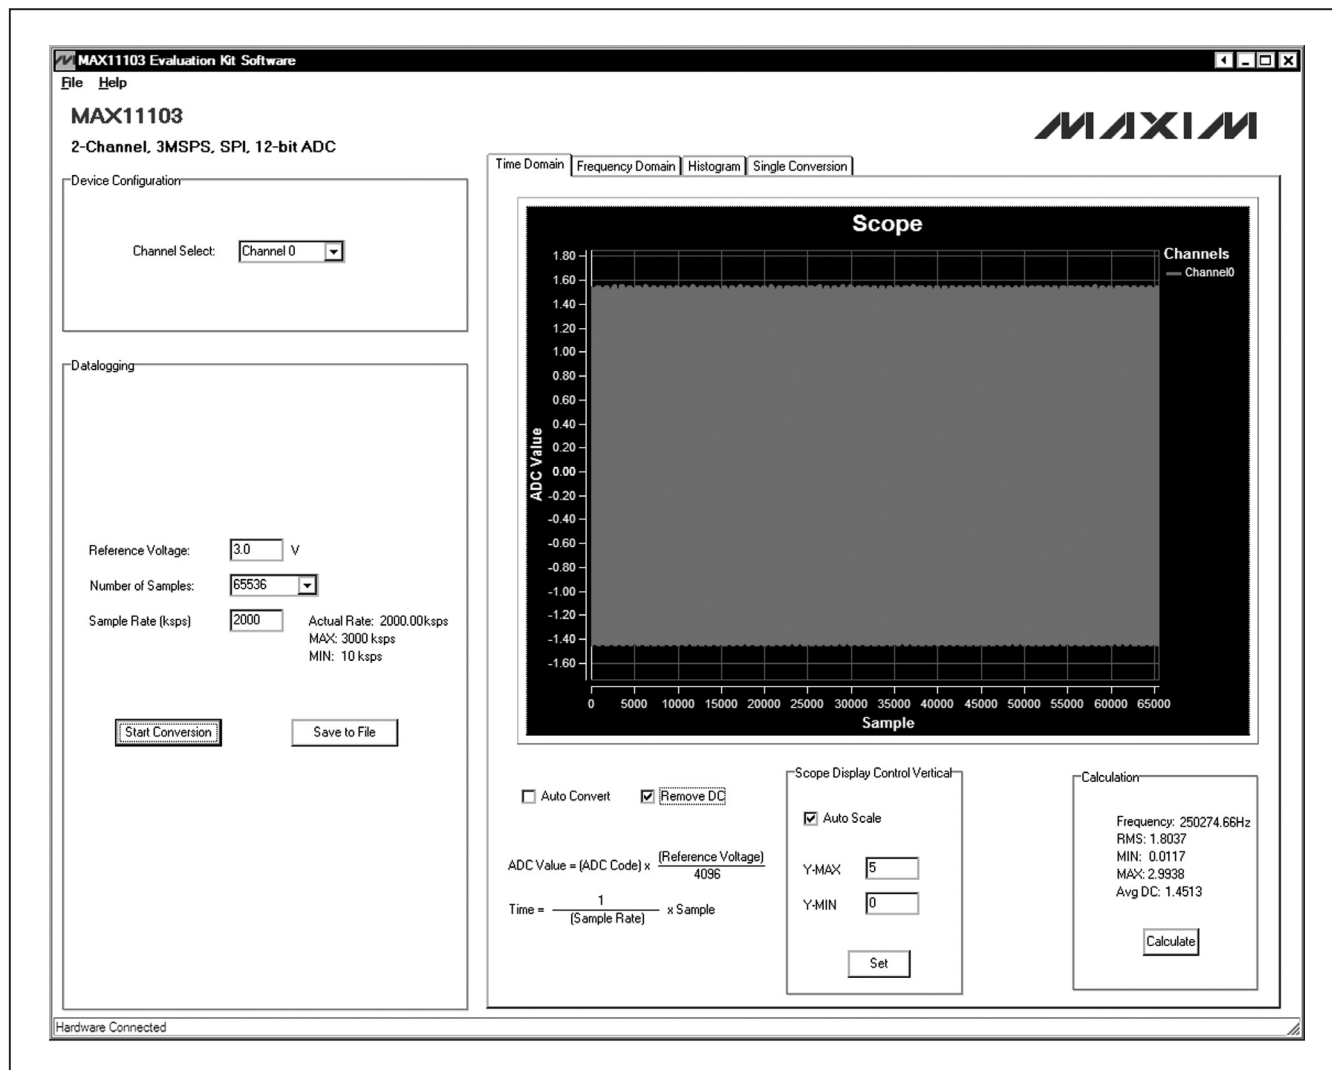 MAX11103 Evaluation Kit Software
File Help
MAX11103
2-Channel, 3MSPS, SPI, 12-bit ADC
MAXIM
Device Configuration
Channel Select: Channel 0
Datalogging
Reference Voltage: 3.0 V
Number of Samples: 65536
Sample Rate (ksps) 2000 Actual Rate: 2000.00ksps
MAX: 3000 ksps
MIN: 10 ksps
Start Conversion Save to File
Time Domain Frequency Domain Histogram Single Conversion
Scope
Channels
Channel0
ADC Value
1.80
1.60
1.40
1.20
1.00
0.80
0.60
0.40
0.20
0.00
-0.20
-0.40
-0.60
-0.80
-1.00
-1.20
-1.40
-1.60
0 5000 10000 15000 20000 25000 30000 35000 40000 45000 50000 55000 60000 65000
Sample
Auto Convert Remove DC
ADC Value = (ADC Code) x (Reference Voltage)
4096
Time = 1 x Sample
(Sample Rate)
Scope Display Control Vertical
Auto Scale
Y-MAX 5
Y-MIN 0
Set
Calculation
Frequency: 250274.66Hz
RMS: 1.8037
MIN: 0.0117
MAX: 2.9938
Avg DC: 1.4513
Calculate
Hardware Connected